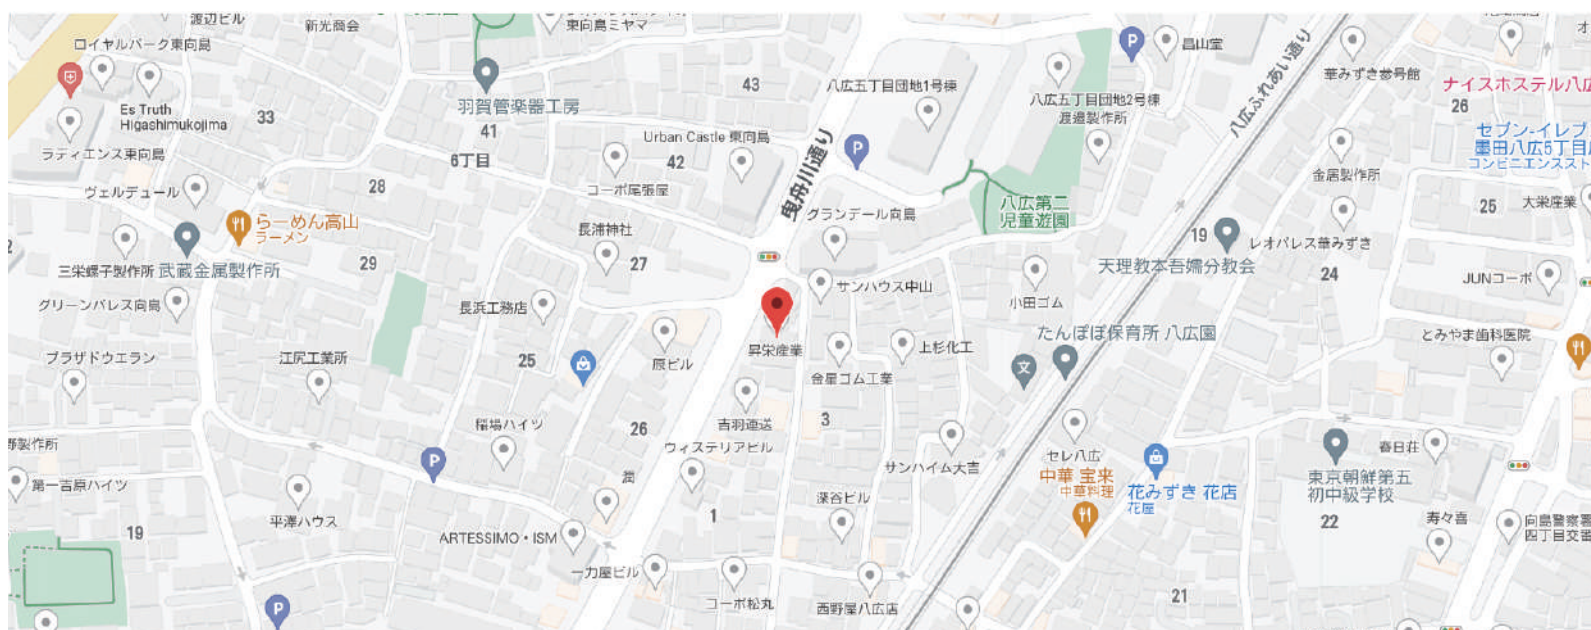 渡辺ビル
新光商会
東向島ミヤマ
ロイヤルパーク東向島
Es Truth
Higashimukojima
33
ラティエンス東向島
ヴェルデュール
羽賀管楽器工房
41
6丁目
43
Urban Castle 東向島
42
コーポ尾張屋
28
らーめん高山
ラーメン
三栄螺子製作所
武蔵金属製作所
29
グリーンパレス向島
長浦神社
27
長浜工務店
曳舟川通り
八広五丁目団地1号棟
八広五丁目団地2号棟
渡邉製作所
昌山堂
八広ふれあい通り
華みずき参号館
ナイスホステル八広
26
セブン-イレブ
墨田八広5丁目
コンビニエンススト
金居製作所
25
大栄産業
グランデール向島
八広第二
児童遊園
19
レオパレス華みずき
天理教本吾嬬分教会
24
JUNコーポ
サンハウス中山
小田ゴム
たんぽぽ保育所 八広園
とみやま歯科医院
プラザドウエラン
江尻工業所
25
原ビル
昇栄産業
金星ゴム工業
上杉化工
文
吉羽運送
3
稲場ハイツ
26
ウィステリアビル
サンハイム大吉
セレ八広
中華 宝来
中華料理
花みずき 花店
花屋
東京朝鮮第五
初中級学校
春日荘
22
寿々喜
向島警察署
四丁目交番
野製作所
第一吉原ハイツ
19
平澤ハウス
潤
ARTESSIMO・ISM
1
深谷ビル
一力屋ビル
コーポ松丸
西野屋八広店
21